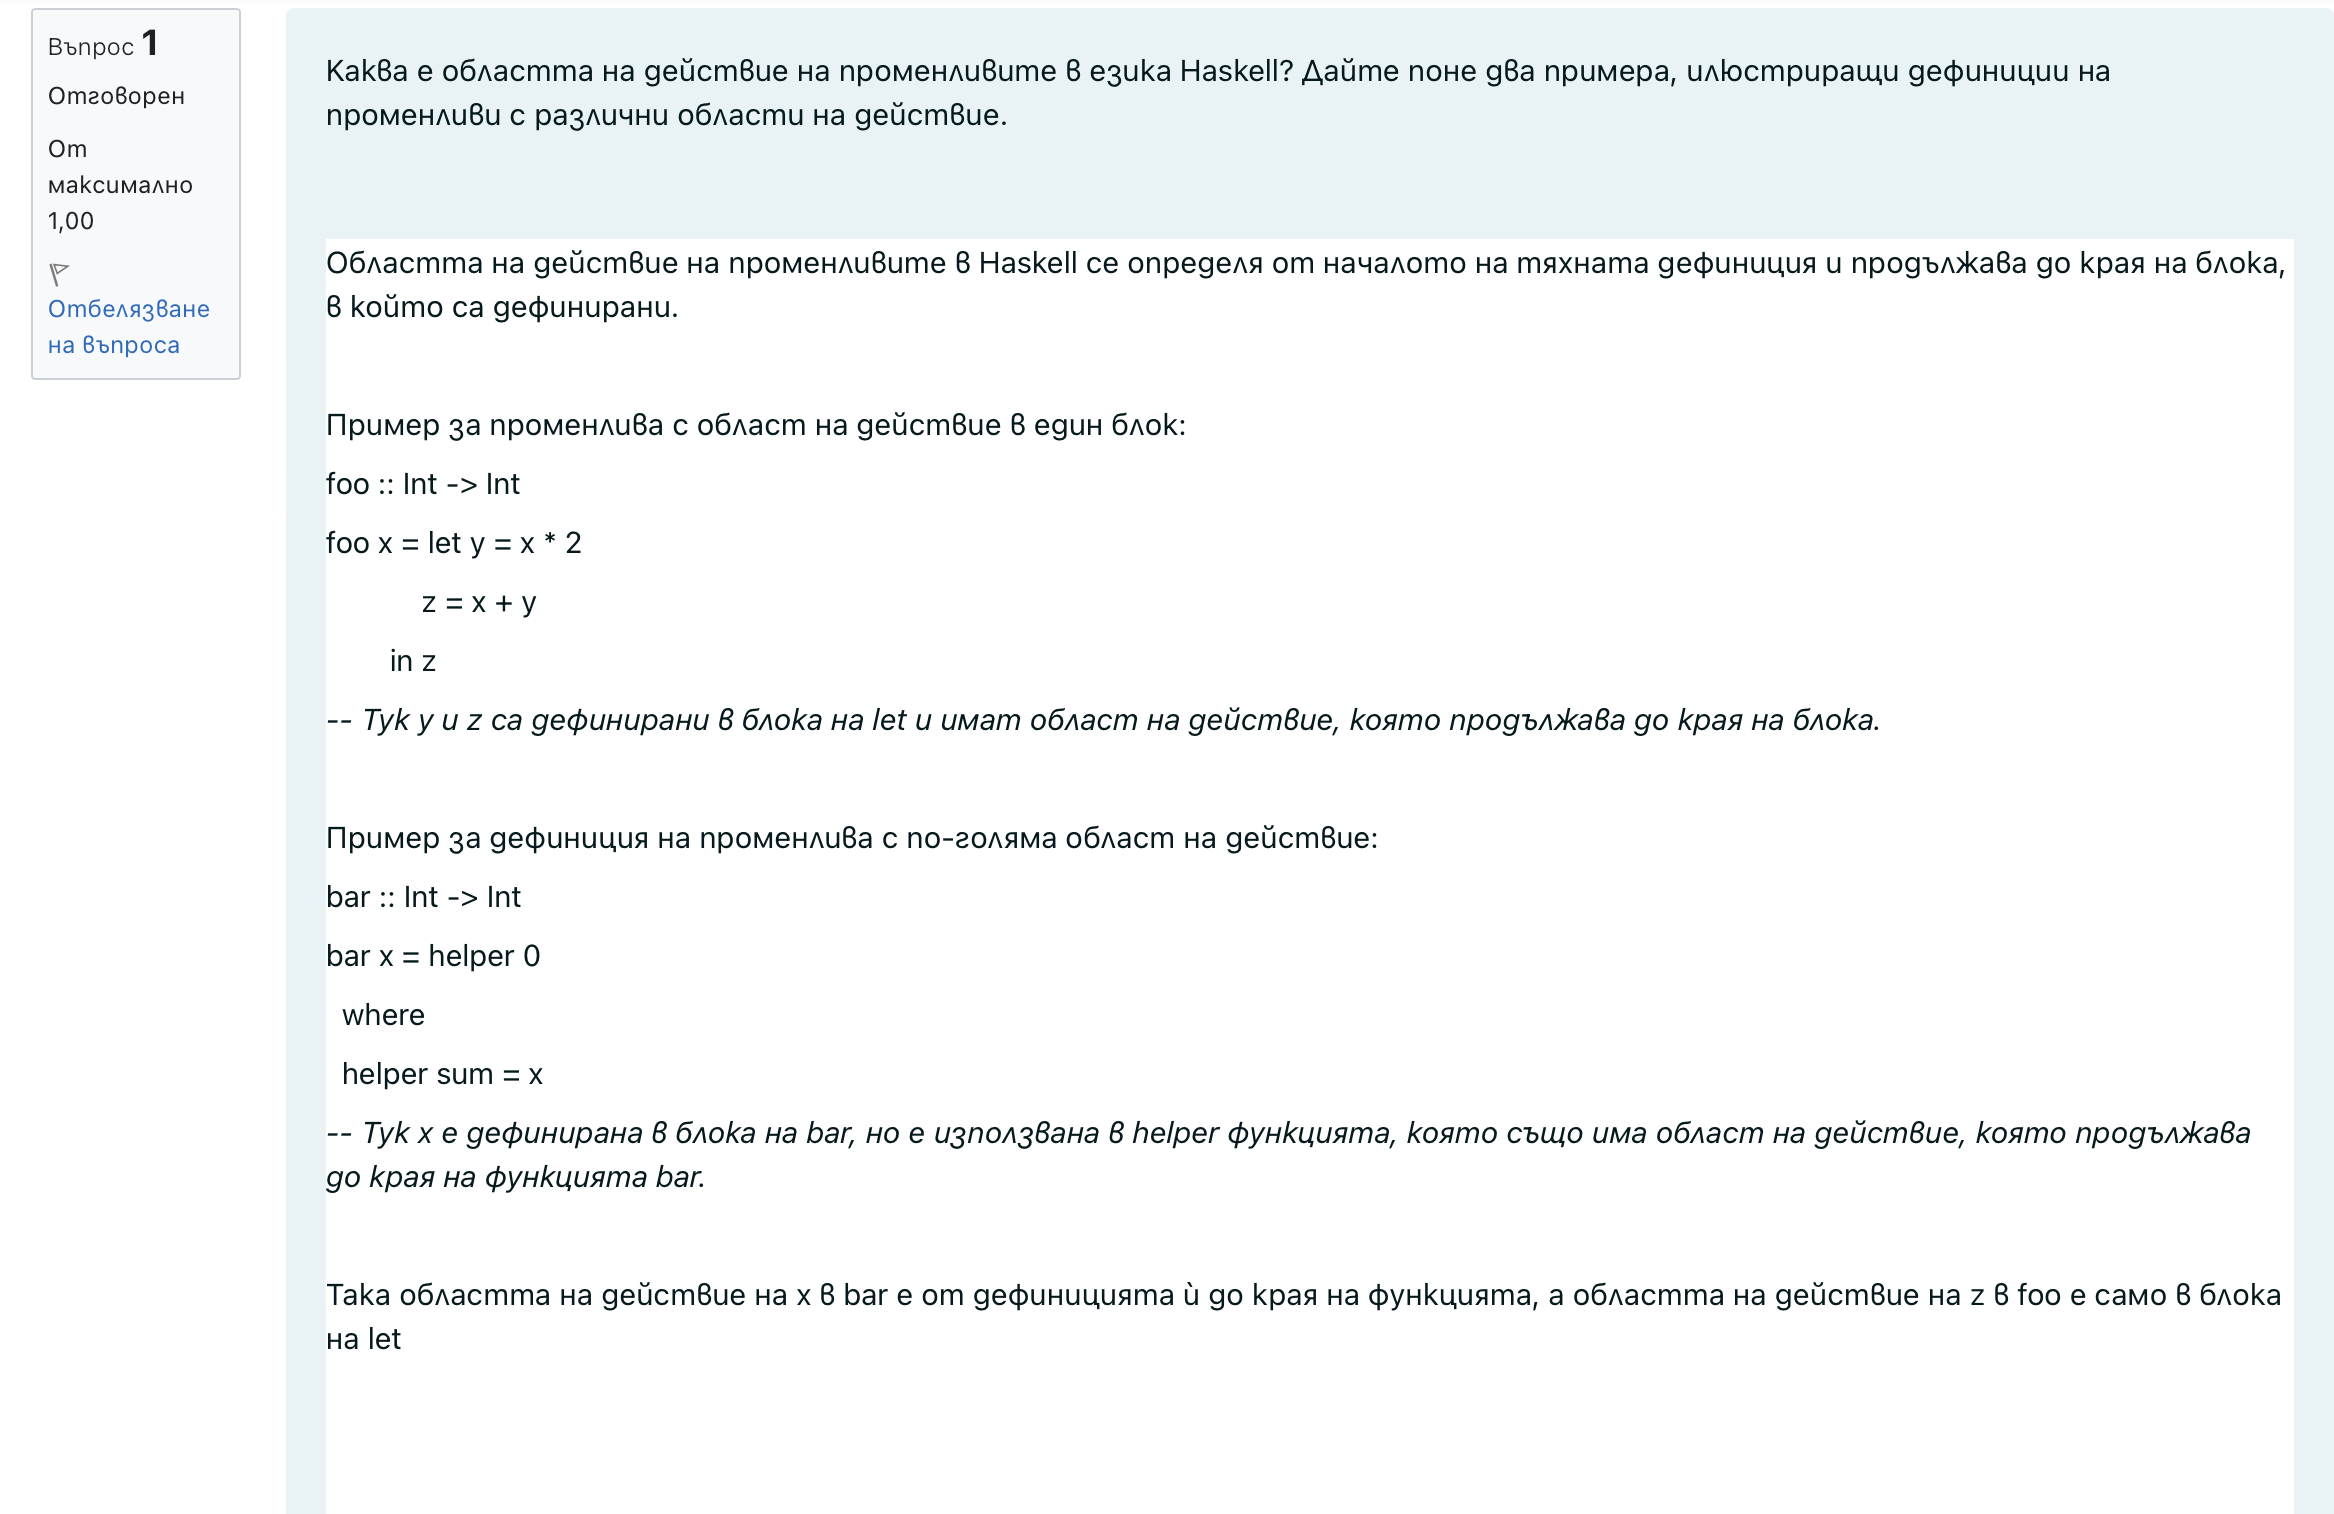 Въпрос 1
Отговорен
От
максимално
1,00
Отбелязване
на въпроса
Каква е областта на действие на променливите в езика Haskell? Дайте поне два примера, илюстриращи дефиниции на
променливи с различни области на действие.
Областта на действие на променливите в Haskell се определя от началото на тяхната дефиниция и продължава до края на блока,
в който са дефинирани.
Пример за променлива с област на действие в един блок:
foo :: Int -> Int
foo x = let y = x * 2
z = x + y
in z
-- Тук y и z са дефинирани в блока на let и имат област на действие, която продължава до края на блока.
Пример за дефиниция на променлива с по-голяма област на действие:
bar :: Int -> Int
bar x = helper 0
where
helper sum = x
-- Тук x е дефинирана в блока на bar, но е използвана в helper функцията, която също има област на действие, която продължава
до края на функцията bar.
Така областта на действие на x в bar е от дефиницията ѝ до края на функцията, а областта на действие на z в foo е само в блока
на let